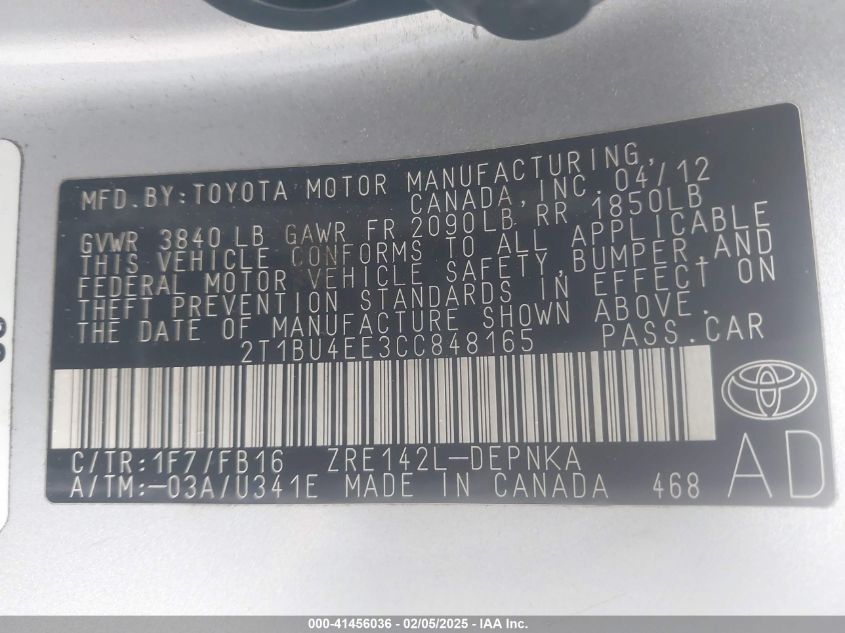 MFD. BY: TOYOTA MOTOR MANUFACTURING,
CANADA, INC. 04/12
GVWR 3840 LB GAWR FR 2090LB RR 1850LB
THIS VEHICLE CONFORMS TO ALL APPLICABLE
FEDERAL MOTOR VEHICLE SAFETY, BUMPER, AND
THEFT PREVENTION STANDARDS IN EFFECT ON
THE DATE OF MANUFACTURE SHOWN ABOVE.
2T1BU4EE3CC848165 PASS. CAR
C/TR: 1F7/FB16 ZRE142L-DEPNKA
A/TM: -03A/U341E MADE IN CANADA 468
AD
000-41456036 - 02/05/2025 - IAA Inc.